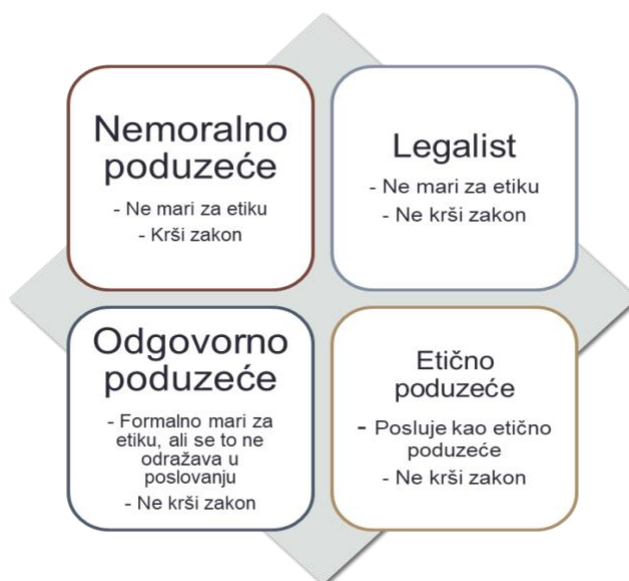 Nemoralno
poduzeće
- Ne mari za etiku
- Krši zakon
Legalist
- Ne mari za etiku
- Ne krši zakon
Odgovorno
poduzeće
- Formalno mari za
etiku, ali se to ne
odražava u
poslovanju
- Ne krši zakon
Etično
poduzeće
- Posluje kao etično
poduzeće
- Ne krši zakon